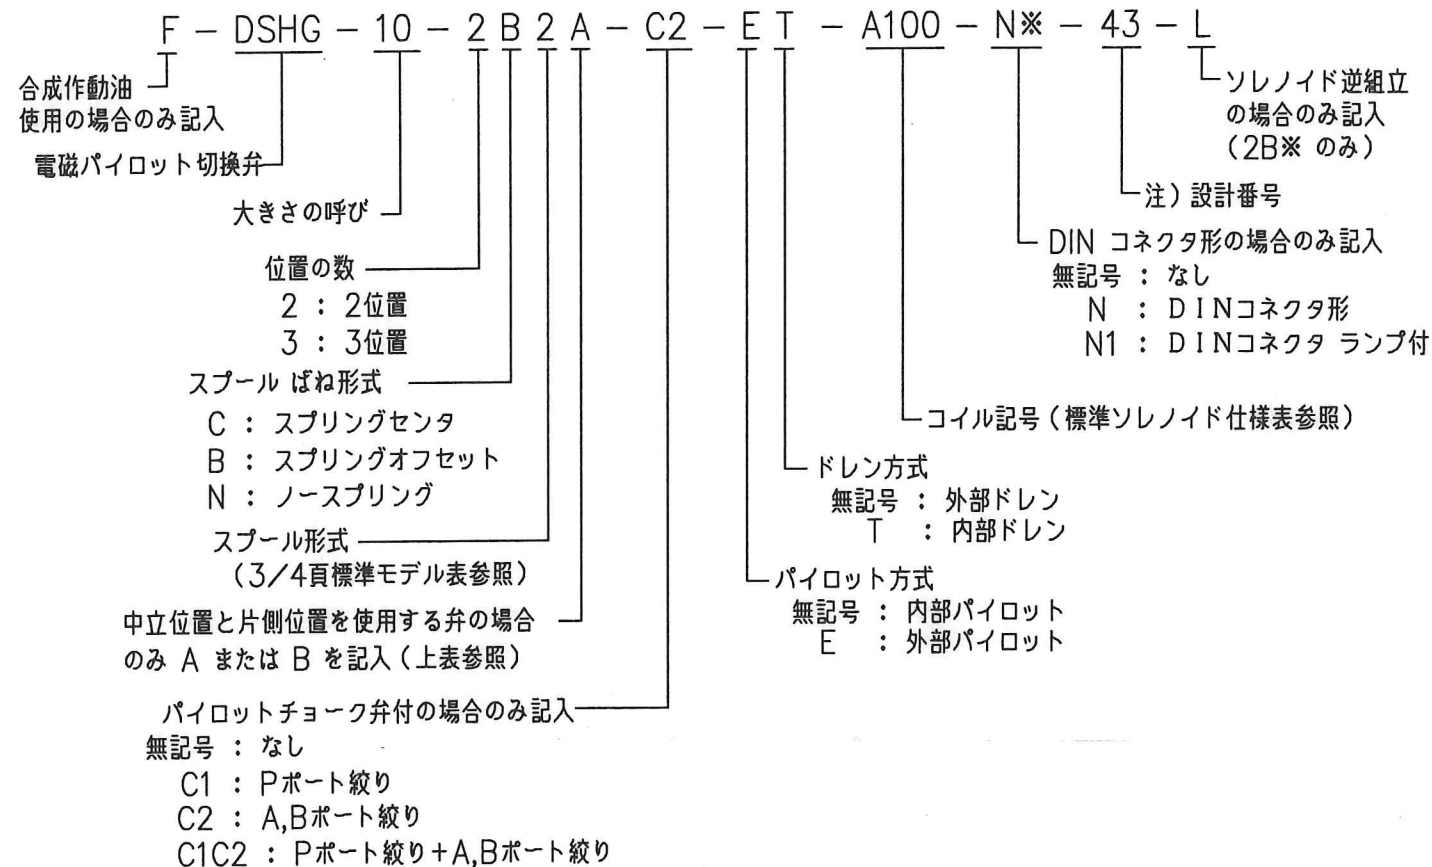 F - DSHG - 10 - 2 B 2 A - C2 - E T - A100 - N※ - 43 - L
合成作動油
使用の場合のみ記入
電磁パイロット切換弁
大きさの呼び
位置の数
2 : 2位置
3 : 3位置
スプール ばね形式
C : スプリングセンタ
B : スプリングオフセット
N : ノースプリング
スプール形式
(3/4頁標準モデル表参照)
中立位置と片側位置を使用する弁の場合
のみ A または B を記入(上表参照)
パイロットチョーク弁付の場合のみ記入
無記号 : なし
C1 : Pポート絞り
C2 : A,Bポート絞り
C1C2 : Pポート絞り+A,Bポート絞り
ソレノイド逆組立
の場合のみ記入
(2B※ のみ)
注) 設計番号
DIN コネクタ形の場合のみ記入
無記号 : なし
N : DINコネクタ形
N1 : DINコネクタ ランプ付
コイル記号(標準ソレノイド仕様表参照)
ドレン方式
無記号 : 外部ドレン
T : 内部ドレン
パイロット方式
無記号 : 内部パイロット
E : 外部パイロット